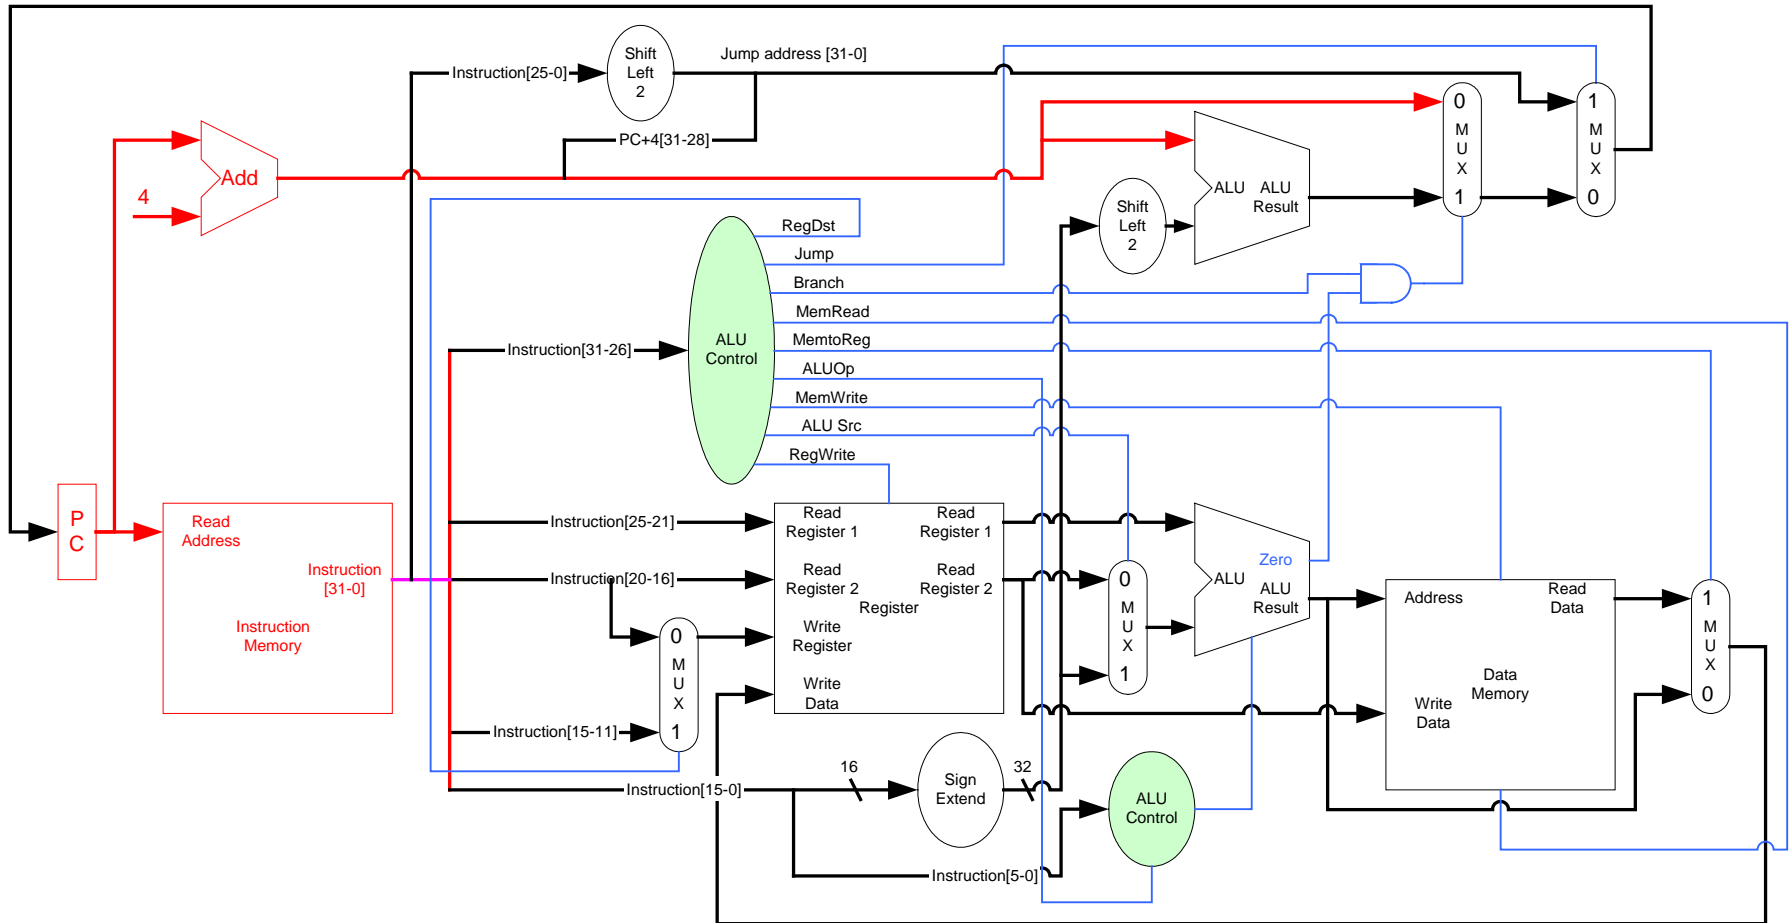 Shift
Left
2
Jump address [31-0]
Instruction[25-0]
PC+4[31-28]
Add
4
0
M
U
X
1
1
M
U
X
0
ALU
ALU
Result
Shift
Left
2
RegDst
Jump
Branch
MemRead
MemtoReg
ALUOp
MemWrite
ALU Src
RegWrite
ALU
Control
Instruction[31-26]
P
C
Read
Address
Instruction
[31-0]
Instruction
Memory
Instruction[25-21]
Instruction[20-16]
0
M
U
X
1
Instruction[15-11]
Instruction[15-0]
Read
Register 1
Read
Register 2
Write
Register
Write
Data
Register
Read
Register 1
Read
Register 2
0
M
U
X
1
Zero
ALU
ALU
Result
Address
Read
Data
Write
Data
Data
Memory
1
M
U
X
0
16
Sign
Extend
32
ALU
Control
Instruction[5-0]